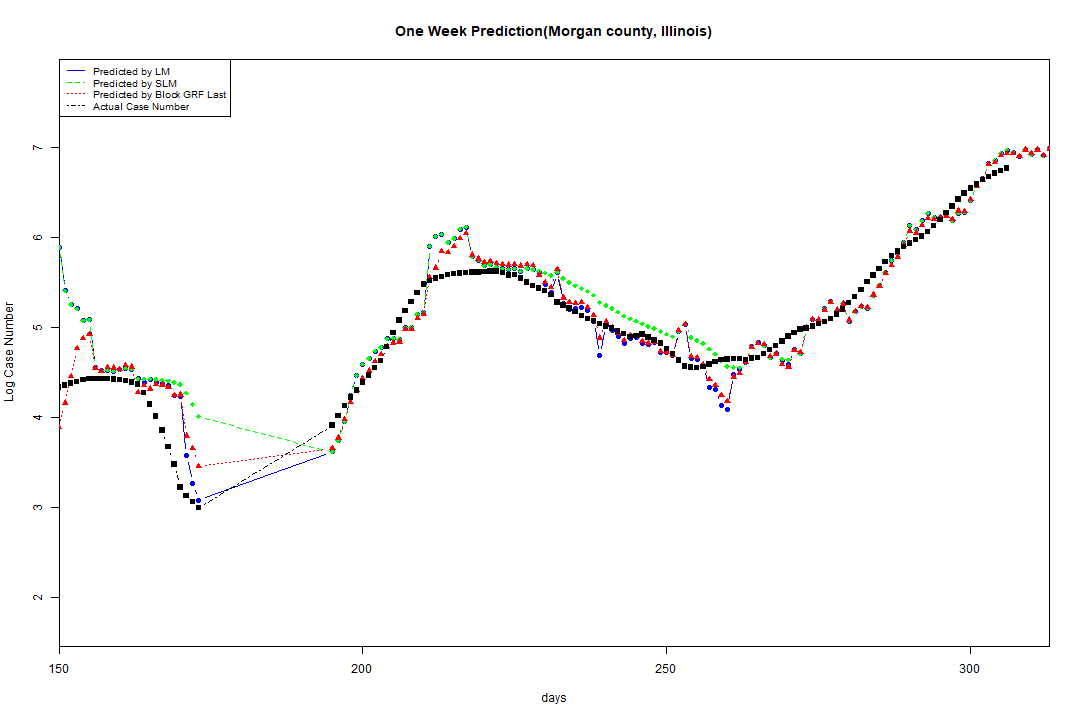 One Week Prediction(Morgan county, Illinois)
Predicted by LM
Predicted by SLM
Predicted by Block GRF Last
Actual Case Number
7
6
5
4
3
2
Log Case Number
150 200 250 300
days